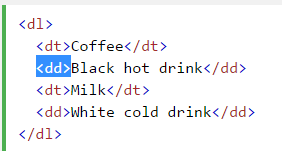 <dl>
  <dt>Coffee</dt>
  <dd>Black hot drink</dd>
  <dt>Milk</dt>
  <dd>White cold drink</dd>
</dl>